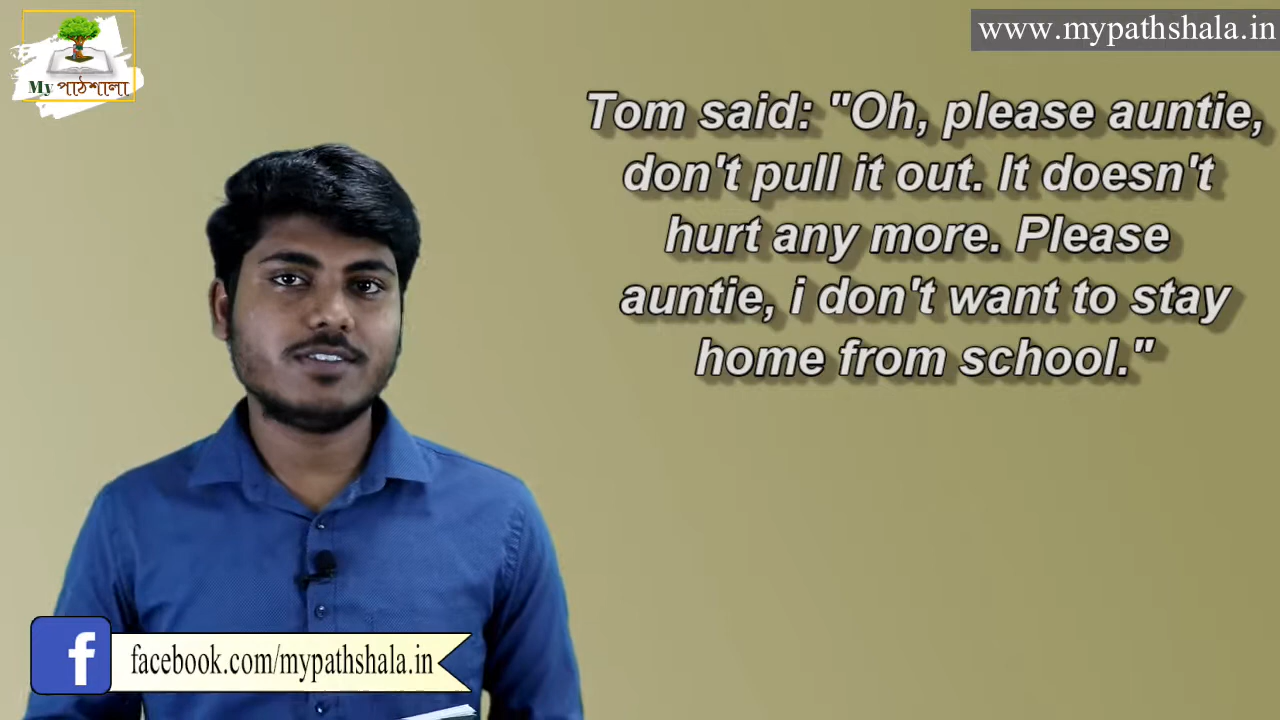 My পাঠশালা
www.mypathshala.in
Tom said: "Oh, please auntie,
don't pull it out. It doesn't
hurt any more. Please
auntie, i don't want to stay
home from school."
f facebook.com/mypathshala.in